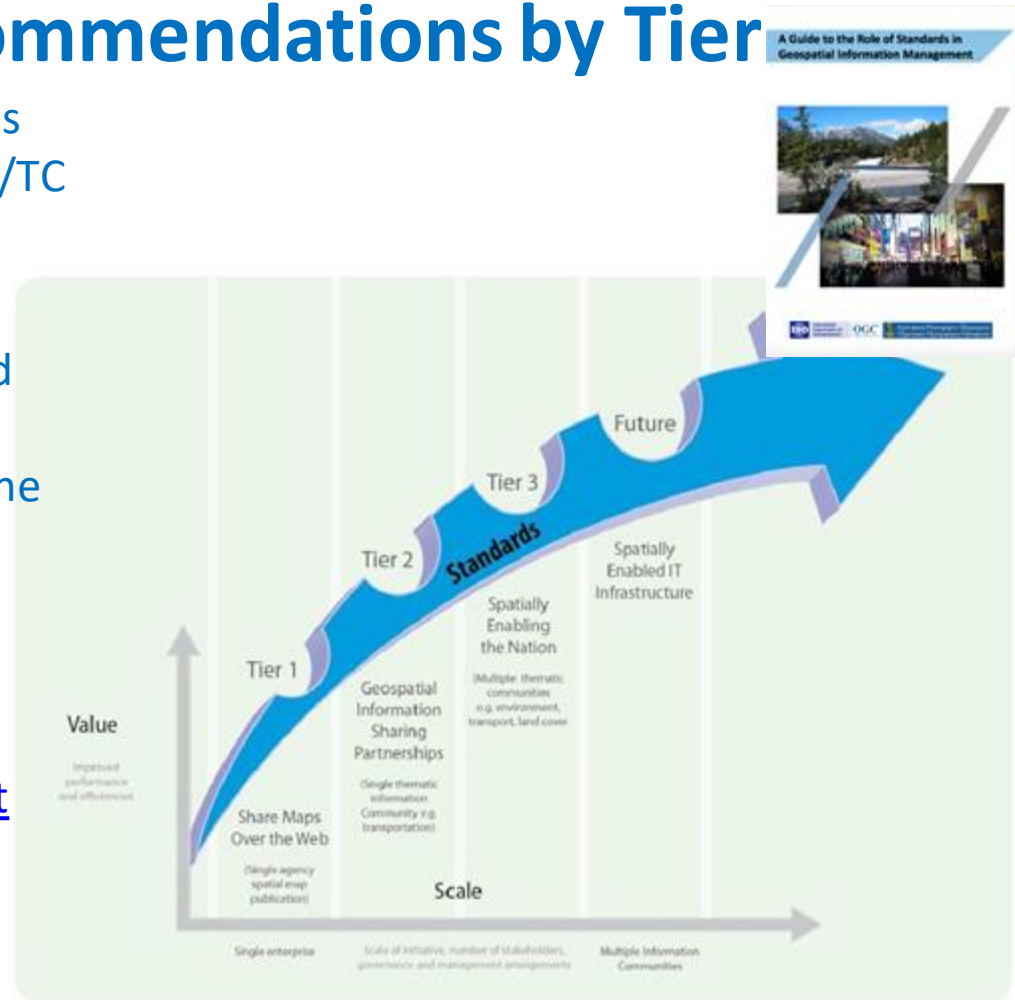 ommendations by Tier
A Guide to the Role of Standards in
Geospatial Information Management
s
/TC
ISO
OGC
d
ne
t
Future
Tier 3
Tier 2
Standards
Tier 1
Spatially
Enabled IT
Infrastructure
Spatially
Enabling
the Nation
(Multiple thematic
communities
e.g. environment,
transport, land cover
Geospatial
Information
Sharing
Partnerships
(Single thematic
information
Community e.g.
transportation)
Value
Improved
performance
and efficiencies
Share Maps
Over the Web
(Single agency
spatial map
publication)
Scale
Single enterprise
Scale of initiative, number of stakeholders,
governance and management arrangements
Multiple Information
Communities